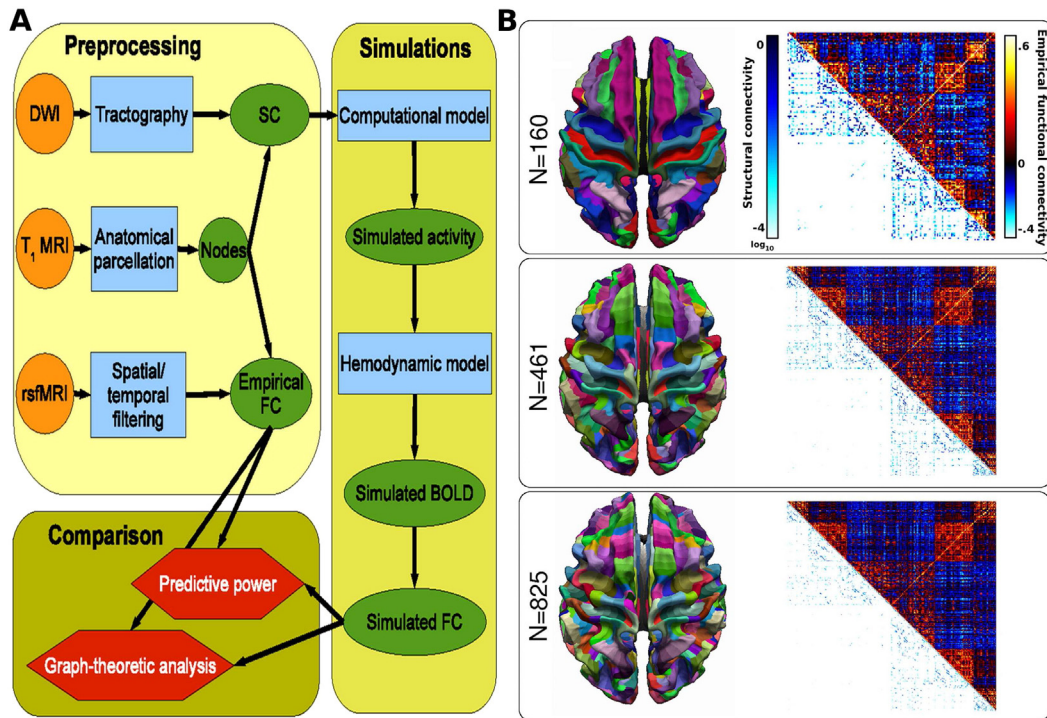 A
Preprocessing
DWI
Tractography
SC
T1 MRI
Anatomical
parcellation
Nodes
rsfMRI
Spatial/
temporal
filtering
Empirical
FC
Simulations
Computational model
Simulated activity
Hemodynamic model
Simulated BOLD
Simulated FC
Comparison
Predictive power
Graph-theoretic analysis
B
N=160
Structural connectivity
0
-4
log10
Empirical functional connectivity
.6
0
-.4
N=461
N=825